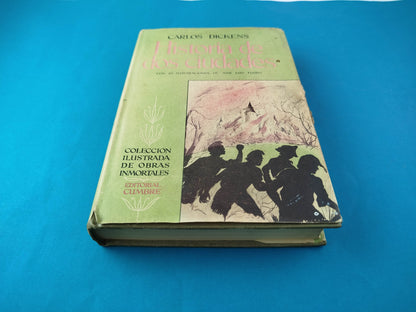 CARLOS DICKENS
Historia de
dos ciudades
COLECCION
ILUSTRADA
DE OBRAS
INMORTALES
EDITORIAL
CUMBRE